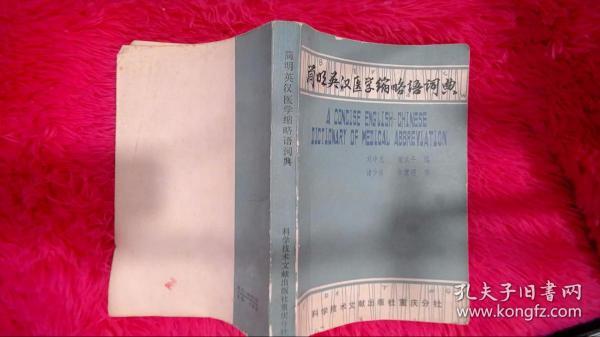 简明英汉医学缩略语词典
科学技术文献出版社重庆分社
简明英汉医学缩略语词典
A CONCISE ENGLISH-CHINESE
DICTIONARY OF MEDICAL ABBREVIATION
编
科学技术文献出版社重庆分社
孔夫子旧书网
www.kongfz.com